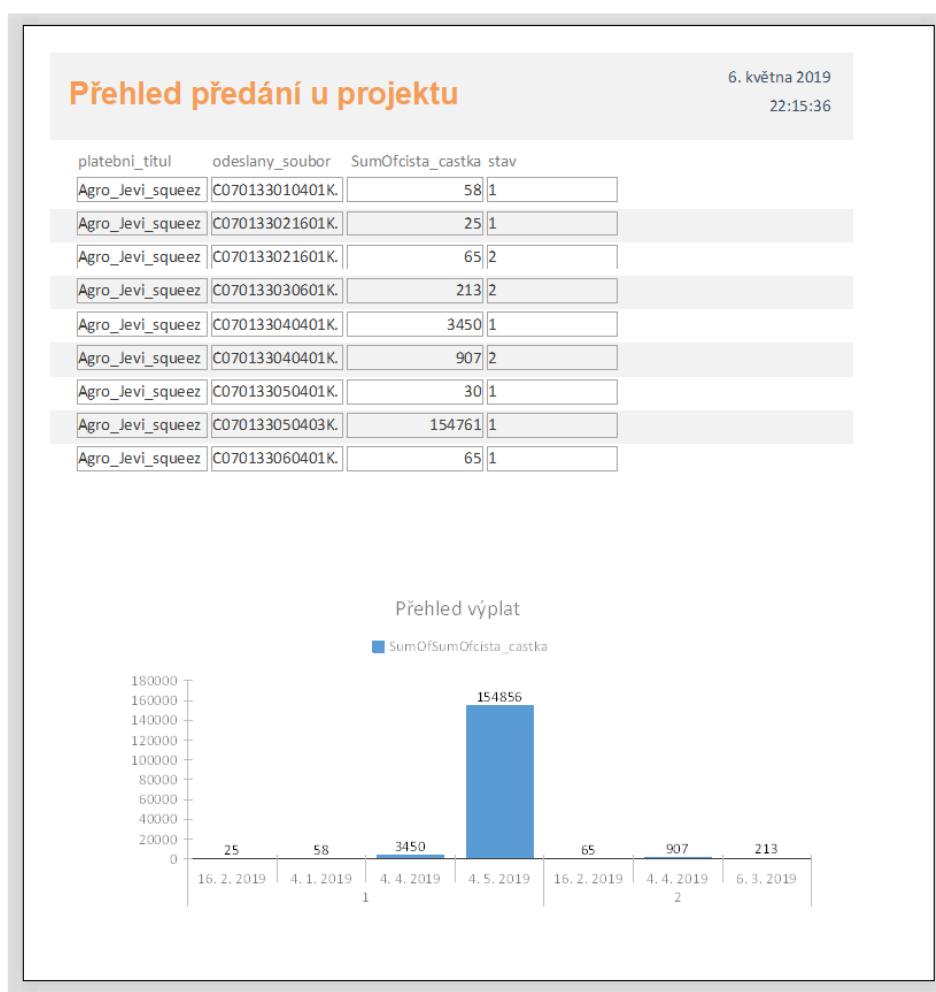 Přehled předání u projektu
6. května 2019
22:15:36
platebni_titul odeslany_soubor SumOfcista_castka stav
Agro_Jevi_squeez C070133010401K. 58 1
Agro_Jevi_squeez C070133021601K. 25 1
Agro_Jevi_squeez C070133021601K. 65 2
Agro_Jevi_squeez C070133030601K. 213 2
Agro_Jevi_squeez C070133040401K. 3450 1
Agro_Jevi_squeez C070133040401K. 907 2
Agro_Jevi_squeez C070133050401K. 30 1
Agro_Jevi_squeez C070133050403K. 154761 1
Agro_Jevi_squeez C070133060401K. 65 1
Přehled výplat
SumOfSumOfcista_castka
180000
160000
140000
120000
100000
80000
60000
40000
20000
0
25 58 3450 154856 65 907 213
16. 2. 2019 4. 1. 2019 4. 4. 2019 4. 5. 2019 16. 2. 2019 4. 4. 2019 6. 3. 2019
1 2